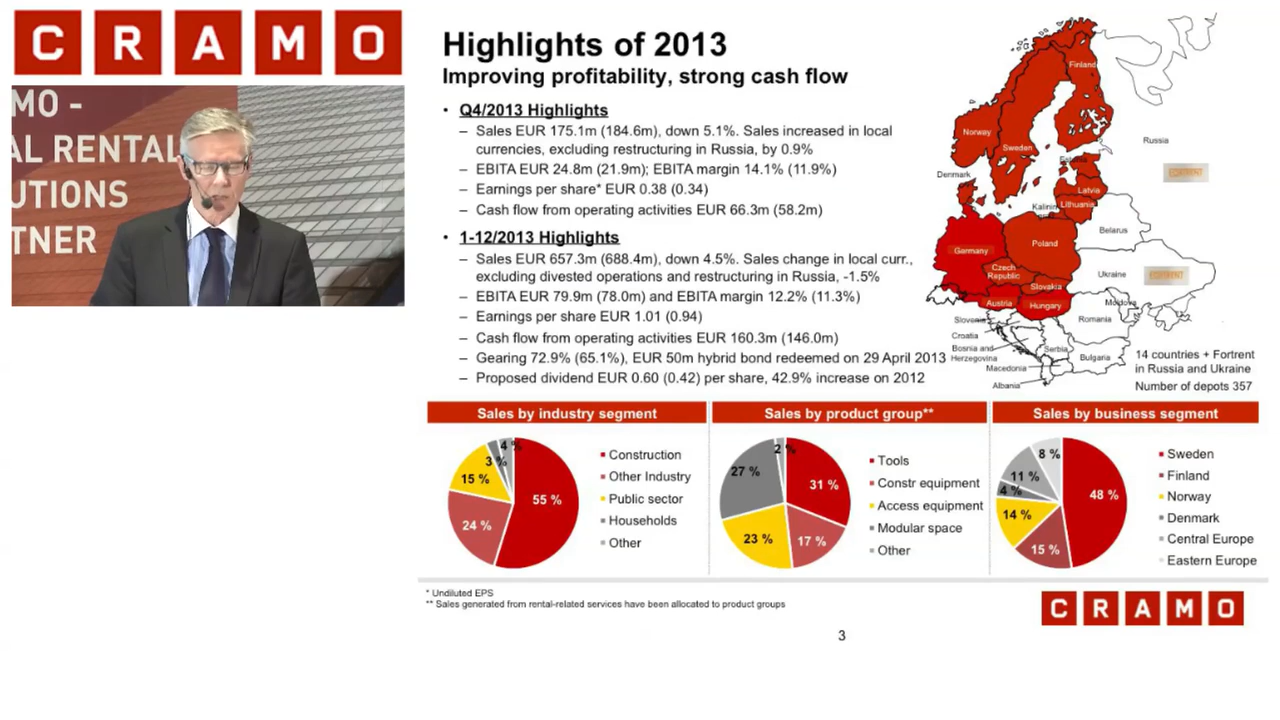 CRAMO
MO -
AL RENTAL
UTIONS
TNER
Highlights of 2013
Improving profitability, strong cash flow
• Q4/2013 Highlights
– Sales EUR 175.1m (184.6m), down 5.1%. Sales increased in local
currencies, excluding restructuring in Russia, by 0.9%
– EBITA EUR 24.8m (21.9m); EBITA margin 14.1% (11.9%)
– Earnings per share* EUR 0.38 (0.34)
– Cash flow from operating activities EUR 66.3m (58.2m)
• 1-12/2013 Highlights
– Sales EUR 657.3m (688.4m), down 4.5%. Sales change in local curr.,
excluding divested operations and restructuring in Russia, -1.5%
– EBITA EUR 79.9m (78.0m) and EBITA margin 12.2% (11.3%)
– Earnings per share EUR 1.01 (0.94)
– Cash flow from operating activities EUR 160.3m (146.0m)
– Gearing 72.9% (65.1%), EUR 50m hybrid bond redeemed on 29 April 2013
– Proposed dividend EUR 0.60 (0.42) per share, 42.9% increase on 2012
Finland
Norway
Sweden
Russia
Denmark
Latvia
Lithuania
Belarus
Germany
Poland
Czech
Republic
Ukraine
Slovakia
Austria
Hungary
Moldova
Slovenia
Romania
Croatia
Bosnia and
Herzegovina
Serbia
Bulgaria
Macedonia
Albania
14 countries + Fortrent
in Russia and Ukraine
Number of depots 357
Sales by industry segment
55 %
24 %
15 %
3 %
4 %
Construction
Other Industry
Public sector
Households
Other
Sales by product group**
31 %
17 %
23 %
27 %
2 %
Tools
Constr equipment
Access equipment
Modular space
Other
Sales by business segment
48 %
15 %
14 %
4 %
11 %
8 %
Sweden
Finland
Norway
Denmark
Central Europe
Eastern Europe
* Undiluted EPS
** Sales generated from rental-related services have been allocated to product groups
CRAMO
3